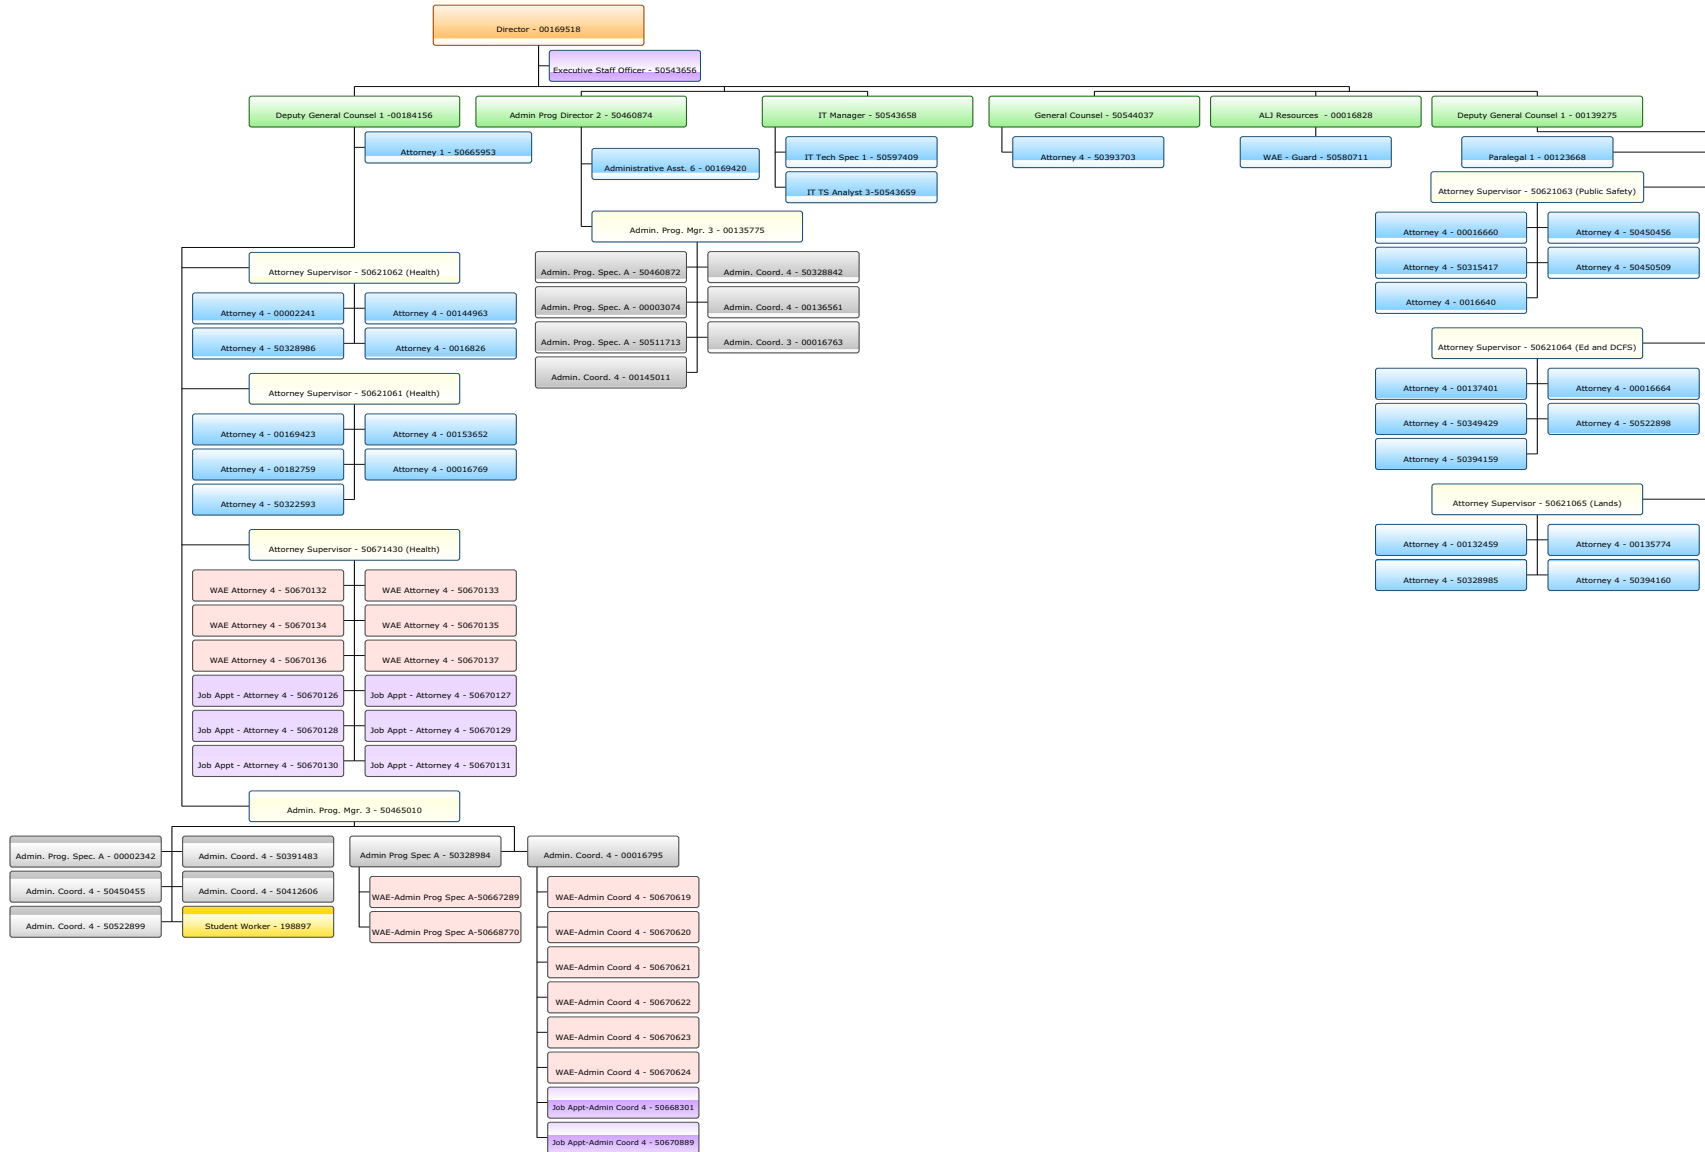 Director - 00169518
Executive Staff Officer - 50543656
Deputy General Counsel 1 -00184156
Admin Prog Director 2 - 50460874
IT Manager - 50543658
General Counsel - 50544037
ALJ Resources - 00016828
Deputy General Counsel 1 - 00139275
Attorney 1 - 50665953
Administrative Asst. 6 - 00169420
IT Tech Spec 1 - 50597409
IT TS Analyst 3-50543659
Attorney 4 - 50393703
WAE - Guard - 50580711
Paralegal 1 - 00123668
Attorney Supervisor - 50621063 (Public Safety)
Attorney 4 - 00016660
Attorney 4 - 50450456
Attorney 4 - 50315417
Attorney 4 - 50450509
Attorney 4 - 0016640
Attorney Supervisor - 50621064 (Ed and DCFS)
Attorney 4 - 00137401
Attorney 4 - 00016664
Attorney 4 - 50349429
Attorney 4 - 50522898
Attorney 4 - 50394159
Attorney Supervisor - 50621065 (Lands)
Attorney 4 - 00132459
Attorney 4 - 00135774
Attorney 4 - 50328985
Attorney 4 - 50394160
Admin. Prog. Mgr. 3 - 00135775
Admin. Prog. Spec. A - 50460872
Admin. Coord. 4 - 50328842
Admin. Prog. Spec. A - 00003074
Admin. Coord. 4 - 00136561
Admin. Prog. Spec. A - 50511713
Admin. Coord. 3 - 00016763
Admin. Coord. 4 - 00145011
Attorney Supervisor - 50621062 (Health)
Attorney 4 - 00002241
Attorney 4 - 00144963
Attorney 4 - 50328986
Attorney 4 - 0016826
Attorney Supervisor - 50621061 (Health)
Attorney 4 - 00169423
Attorney 4 - 00153652
Attorney 4 - 00182759
Attorney 4 - 00016769
Attorney 4 - 50322593
Attorney Supervisor - 50671430 (Health)
WAE Attorney 4 - 50670132
WAE Attorney 4 - 50670133
WAE Attorney 4 - 50670134
WAE Attorney 4 - 50670135
WAE Attorney 4 - 50670136
WAE Attorney 4 - 50670137
Job Appt - Attorney 4 - 50670126
Job Appt - Attorney 4 - 50670127
Job Appt - Attorney 4 - 50670128
Job Appt - Attorney 4 - 50670129
Job Appt - Attorney 4 - 50670130
Job Appt - Attorney 4 - 50670131
Admin. Prog. Mgr. 3 - 50465010
Admin. Prog. Spec. A - 00002342
Admin. Coord. 4 - 50391483
Admin. Coord. 4 - 50450455
Admin. Coord. 4 - 50412606
Admin. Coord. 4 - 50522899
Student Worker - 198897
Admin Prog Spec A - 50328984
WAE-Admin Prog Spec A-50667289
WAE-Admin Prog Spec A-50668770
Admin. Coord. 4 - 00016795
WAE-Admin Coord 4 - 50670619
WAE-Admin Coord 4 - 50670620
WAE-Admin Coord 4 - 50670621
WAE-Admin Coord 4 - 50670622
WAE-Admin Coord 4 - 50670623
WAE-Admin Coord 4 - 50670624
Job Appt-Admin Coord 4 - 50668301
Job Appt-Admin Coord 4 - 50670889